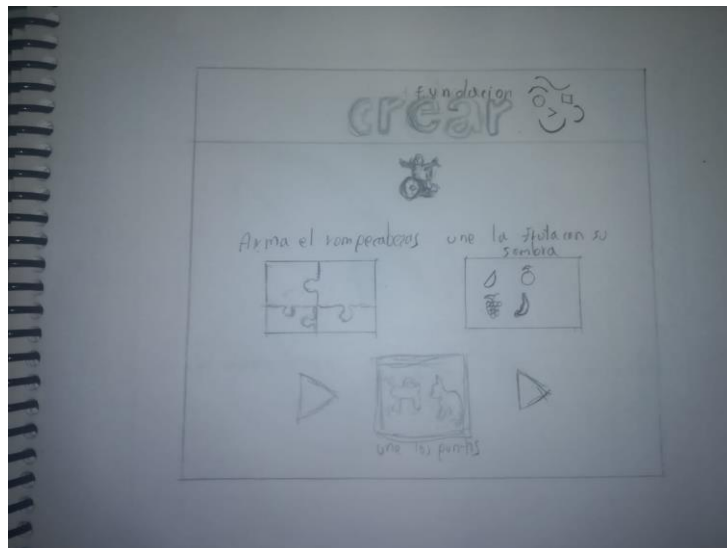 fundacion
crear
Arma el rompecabezas
une la fruta con su
sombra
une los puntos